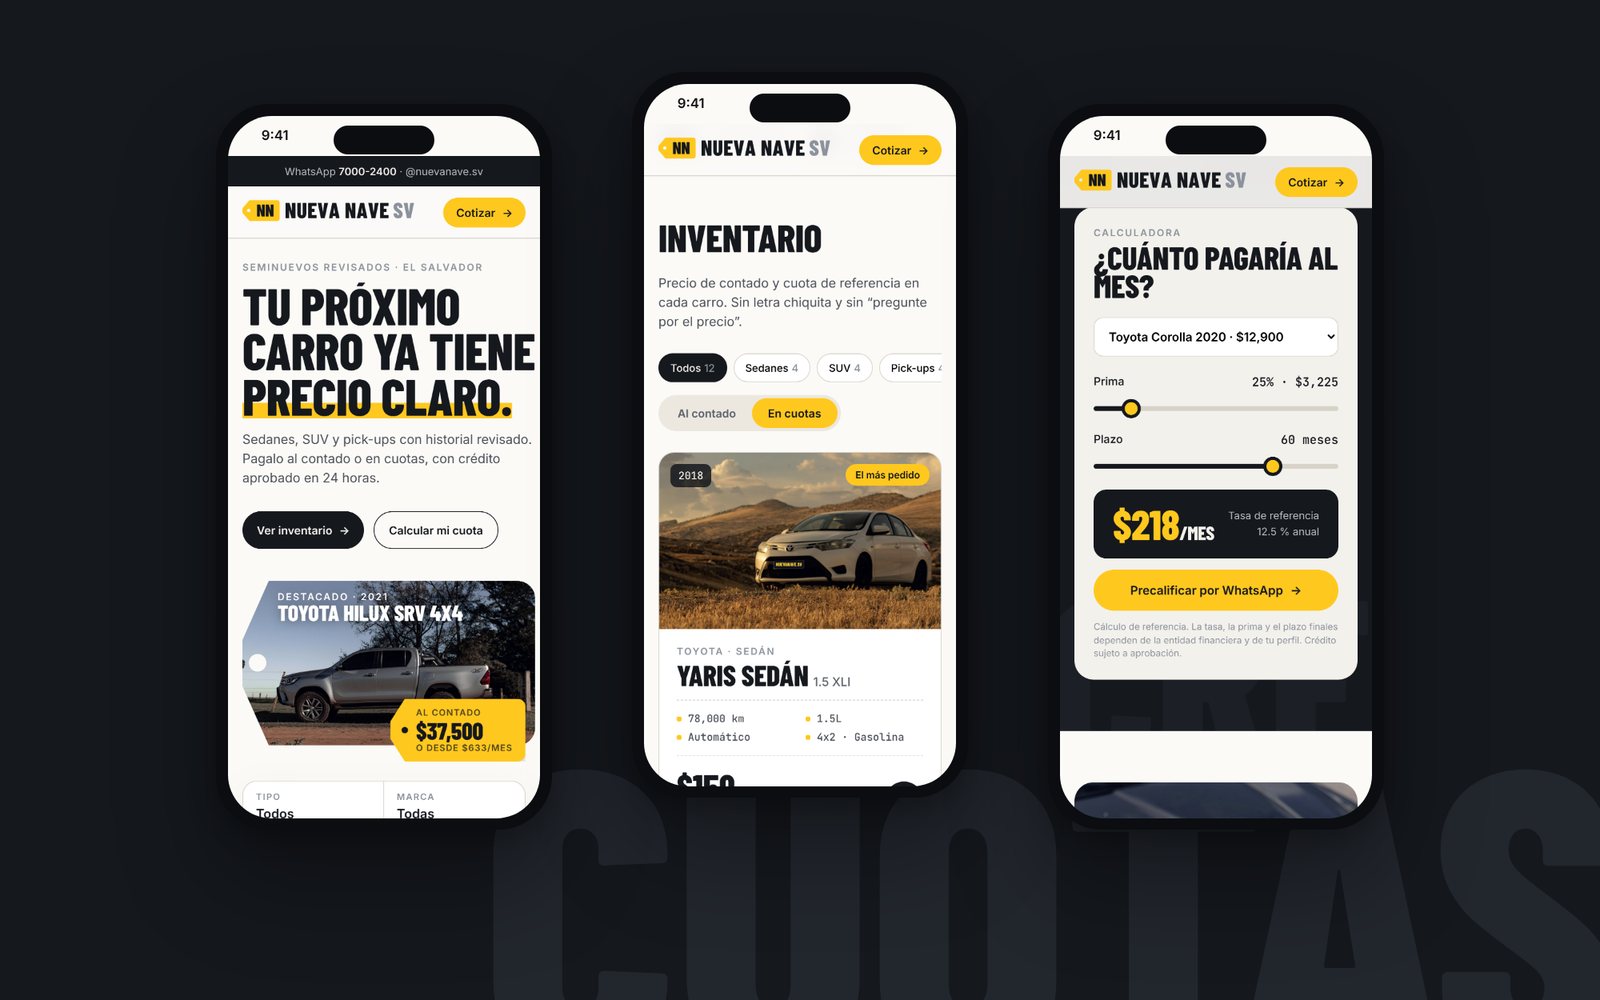 9:41
WhatsApp 7000-2400 · @nuevanave.sv
NN NUEVA NAVE SV
Cotizar →
SEMINUEVOS REVISADOS · EL SALVADOR
TU PRÓXIMO
CARRO YA TIENE
PRECIO CLARO.
Sedanes, SUV y pick-ups con historial revisado.
Pagalo al contado o en cuotas, con crédito
aprobado en 24 horas.
Ver inventario →
Calcular mi cuota
DESTACADO · 2021
TOYOTA HILUX SRV 4X4
AL CONTADO
$37,500
O DESDE $633/MES
TIPO
Todos
MARCA
Todas
9:41
NN NUEVA NAVE SV
Cotizar →
INVENTARIO
Precio de contado y cuota de referencia en
cada carro. Sin letra chiquita y sin “pregunte
por el precio”.
Todos 12
Sedanes 4
SUV 4
Pick-ups 4
Al contado
En cuotas
2018
El más pedido
NUEVANAVE.SV
TOYOTA · SEDÁN
YARIS SEDÁN 1.5 XLI
78,000 km
1.5L
Automático
4x2 · Gasolina
$159
9:41
NN NUEVA NAVE SV
Cotizar →
CALCULADORA
¿CUÁNTO PAGARÍA AL
MES?
Toyota Corolla 2020 · $12,900
Prima
25% · $3,225
Plazo
60 meses
$218/MES
Tasa de referencia
12.5 % anual
Precalificar por WhatsApp →
Cálculo de referencia. La tasa, la prima y el plazo finales
dependen de la entidad financiera y de tu perfil. Crédito
sujeto a aprobación.
CUOTAS